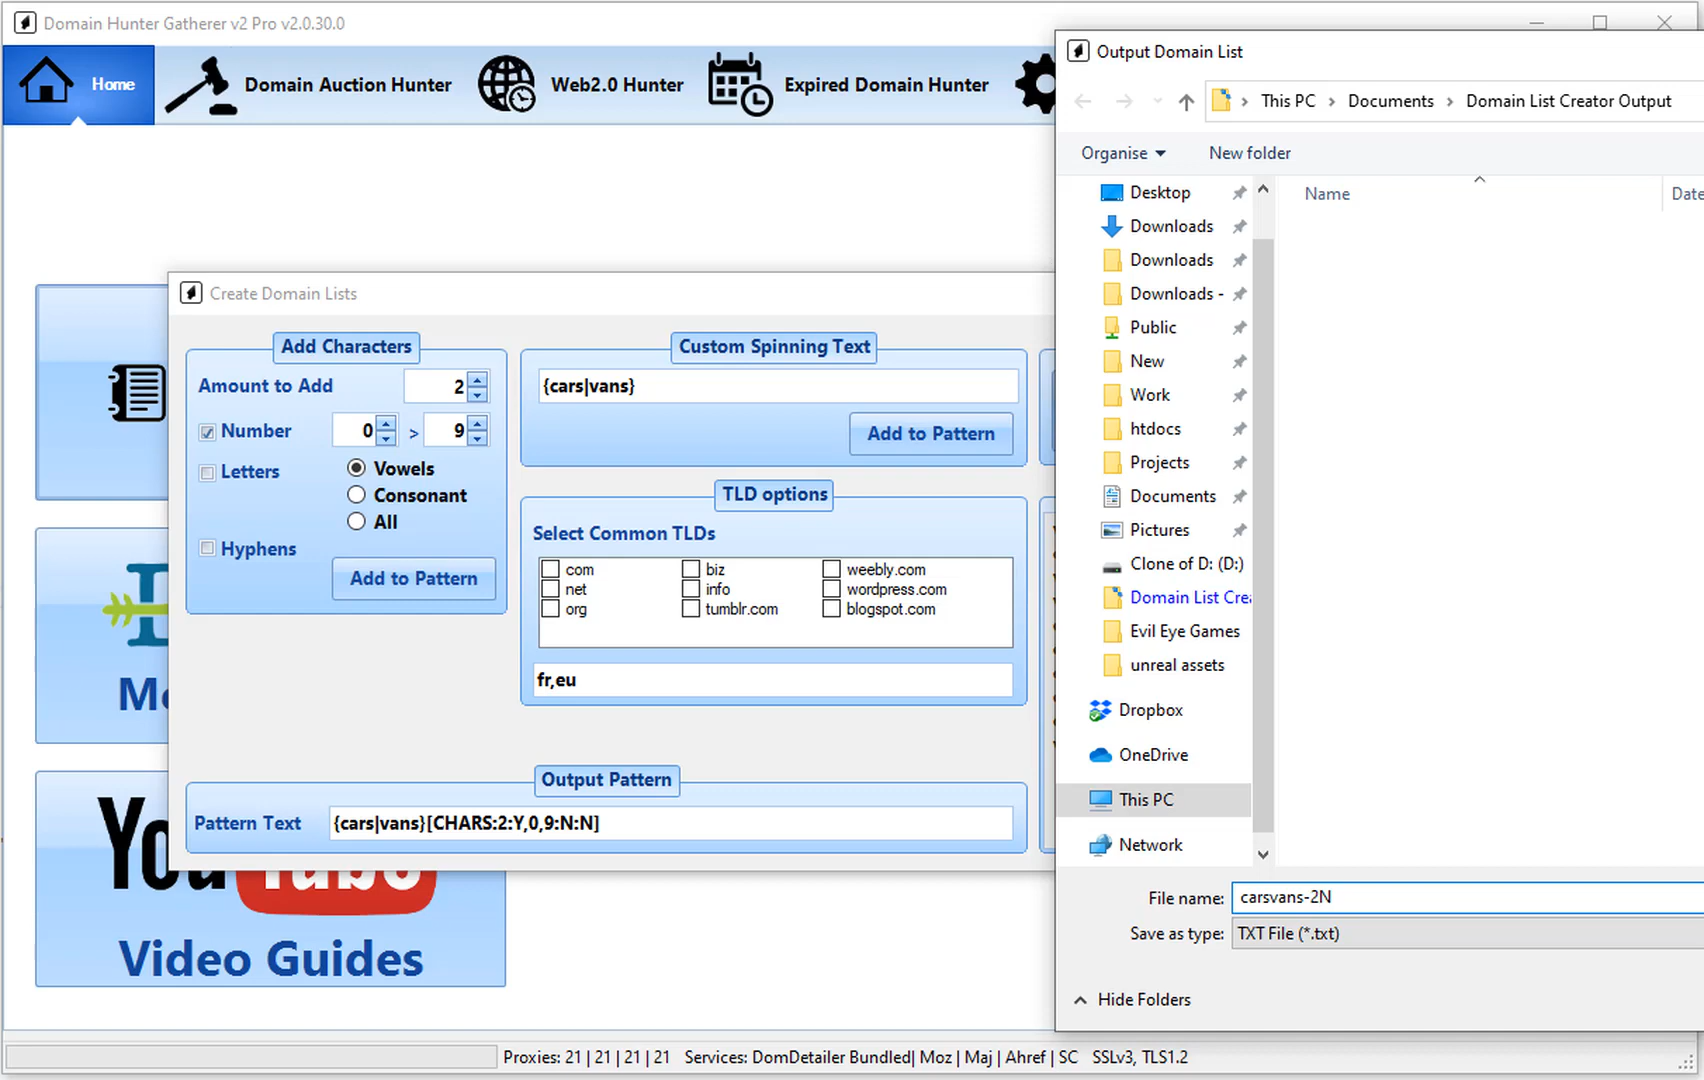 Domain Hunter Gatherer v2 Pro v2.0.30.0
Home
Domain Auction Hunter
Web2.0 Hunter
Expired Domain Hunter
Create Domain Lists
Add Characters
Amount to Add
2
Number
0
>
9
Letters
Vowels
Consonant
All
Hyphens
Add to Pattern
Custom Spinning Text
{cars|vans}
Add to Pattern
TLD options
Select Common TLDs
com
biz
weebly.com
net
info
wordpress.com
org
tumblr.com
blogspot.com
fr,eu
Output Pattern
Pattern Text
{cars|vans}[CHARS:2:Y,0,9:N:N]
YouTube
Video Guides
Proxies: 21 | 21 | 21 | 21 Services: DomDetailer Bundled| Moz | Maj | Ahref | SC SSLv3, TLS1.2
Output Domain List
This PC > Documents > Domain List Creator Output
Organise
New folder
Name
Date
Desktop
Downloads
Downloads
Downloads -
Public
New
Work
htdocs
Projects
Documents
Pictures
Clone of D: (D:)
Domain List Crea
Evil Eye Games
unreal assets
Dropbox
OneDrive
This PC
Network
File name:
carsvans-2N
Save as type:
TXT File (*.txt)
Hide Folders